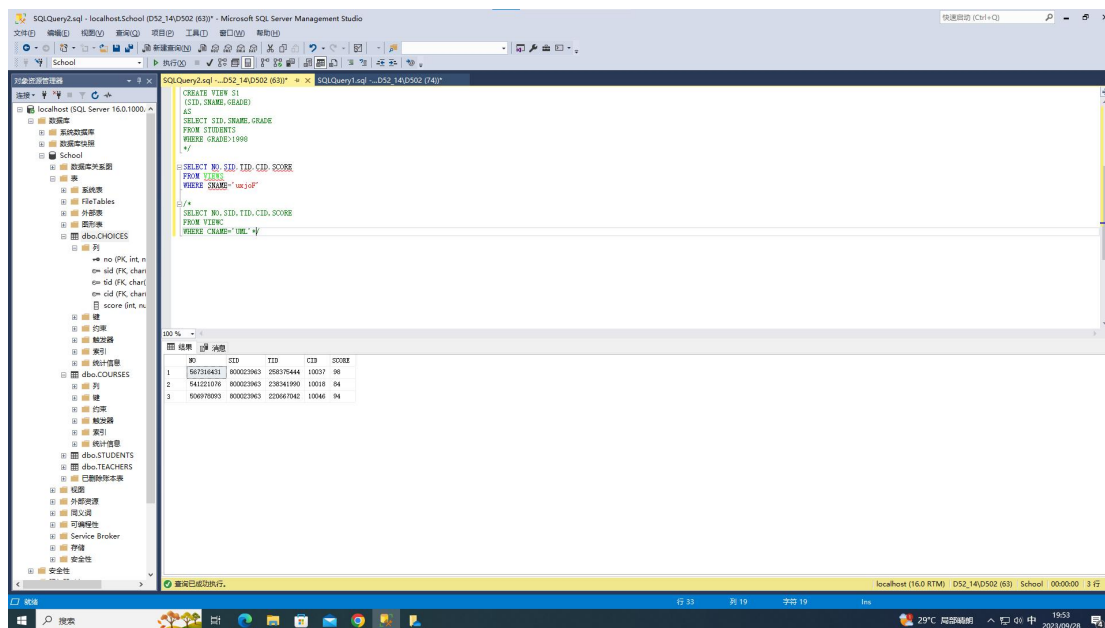 SQLQuery2.sql - localhost.School (D52_14\D502 (63))* - Microsoft SQL Server Management Studio
快速启动 (Ctrl+Q)
文件(F) 编辑(E) 视图(V) 查询(Q) 项目(P) 工具(T) 窗口(W) 帮助(H)
新建查询(N)
School
执行(X)
对象资源管理器
SQLQuery2.sql -...D52_14\D502 (63))*
SQLQuery1.sql -...D52_14\D502 (74))*
连接
localhost (SQL Server 16.0.1000.
数据库
系统数据库
数据库快照
School
数据库关系图
表
系统表
FileTables
外部表
图形表
dbo.CHOICES
列
no (PK, int, n
sid (FK, char(
tid (FK, char(
cid (FK, char(
score (int, nu
键
约束
触发器
索引
统计信息
dbo.COURSES
列
键
约束
触发器
索引
统计信息
dbo.STUDENTS
dbo.TEACHERS
已删除账本表
视图
外部资源
同义词
可编程性
Service Broker
存储
安全性
安全性
CREATE VIEW S1
(SID,SNAME,GEADE)
AS
SELECT SID,SNAME,GRADE
FROM STUDENTS
WHERE GRADE>1998
*/
SELECT NO,SID,TID,CID,SCORE
FROM VIEWS
WHERE SNAME='uxjoF'
/*
SELECT NO,SID,TID,CID,SCORE
FROM VIEWC
WHERE CNAME='UML'*/
100 %
结果 消息
NO SID TID CID SCORE
1 567316431 800023963 258375444 10037 98
2 541221076 800023963 238341990 10018 84
3 506978093 800023963 220667042 10046 94
查询已成功执行。
localhost (16.0 RTM) D52_14\D502 (63) School 00:00:00 3 行
就绪
行 33 列 19 字符 19 Ins
搜索
29°C 局部晴朗
中
19:53
2023/09/28